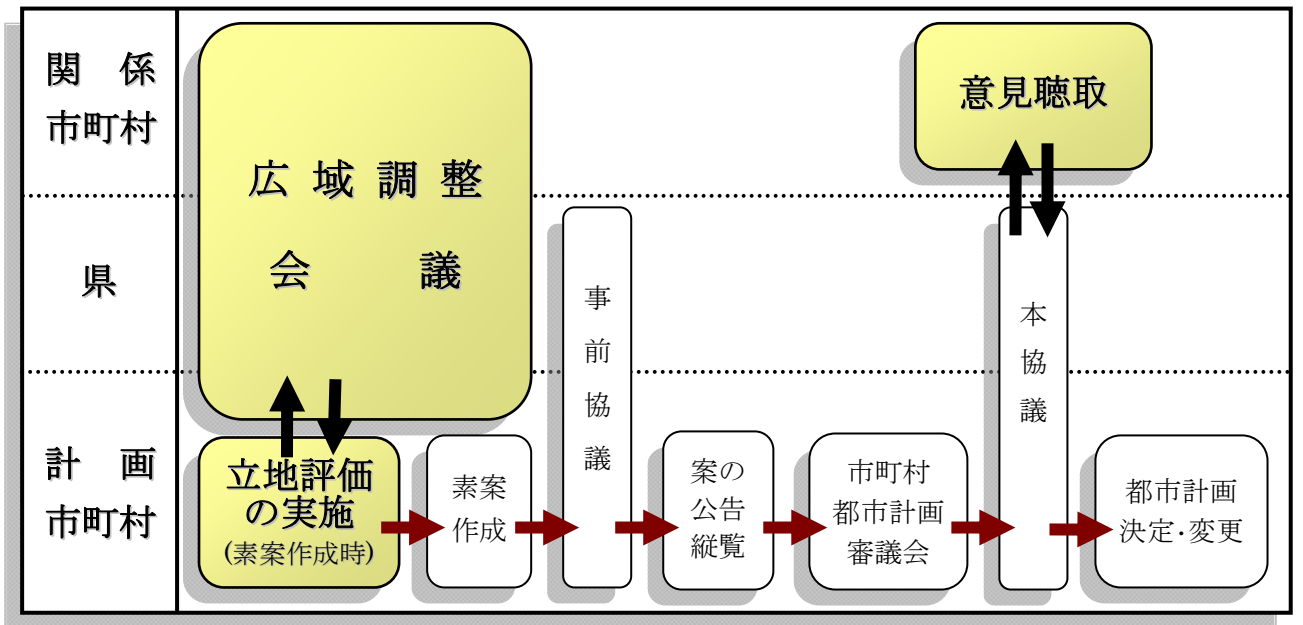 関 係
市町村
県
計 画
市町村
広 域 調 整
会 議
意見聴取
立地評価
の実施
(素案作成時)
素案
作成
事前協議
案の
公告
縦覧
市町村
都市計画
審議会
本協議
都市計画
決定・変更